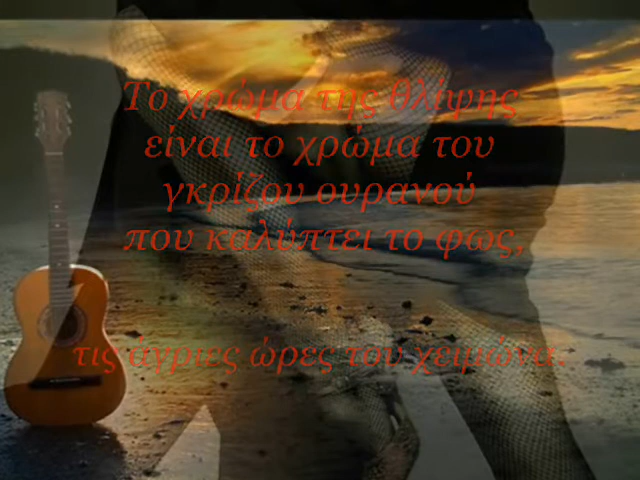 Το χρώμα της θλίψης
είναι το χρώμα του
γκρίζου ουρανού
που καλύπτει το φως,
τις άγριες ώρες του χειμώνα.